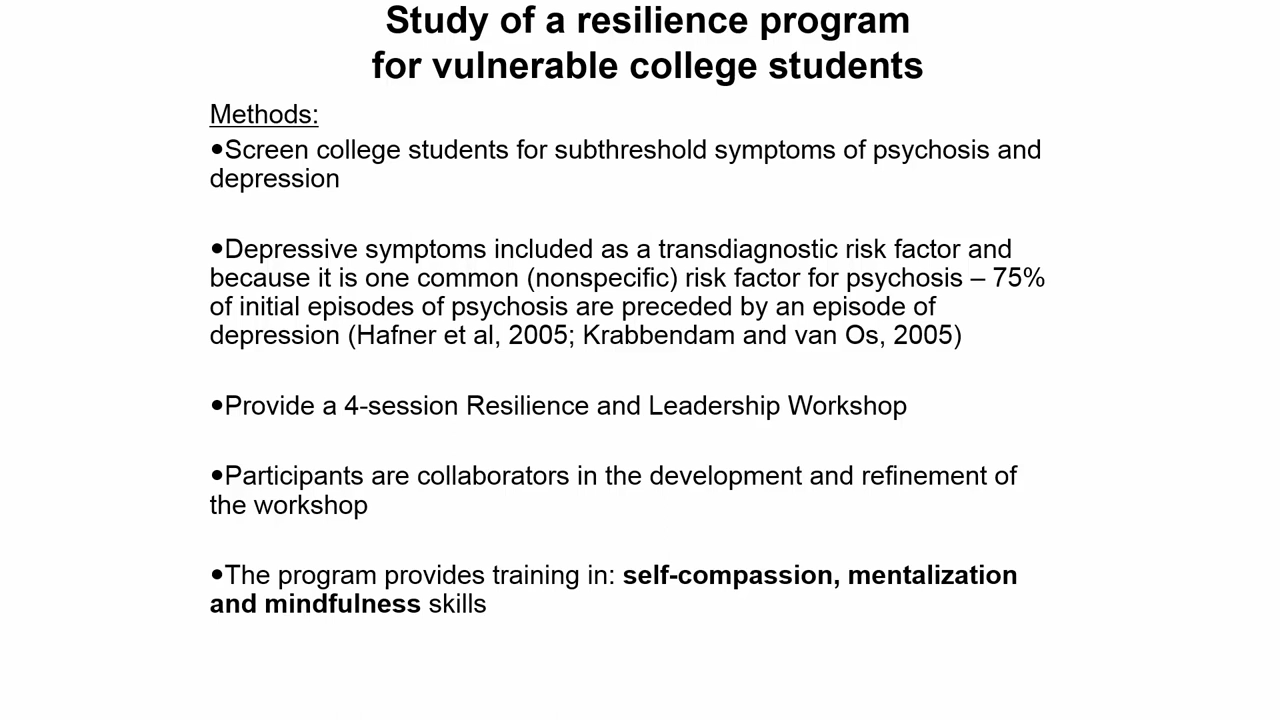 Study of a resilience program
for vulnerable college students
Methods:
●Screen college students for subthreshold symptoms of psychosis and
depression
●Depressive symptoms included as a transdiagnostic risk factor and
because it is one common (nonspecific) risk factor for psychosis – 75%
of initial episodes of psychosis are preceded by an episode of
depression (Hafner et al, 2005; Krabbendam and van Os, 2005)
●Provide a 4-session Resilience and Leadership Workshop
●Participants are collaborators in the development and refinement of
the workshop
●The program provides training in: self-compassion, mentalization
and mindfulness skills